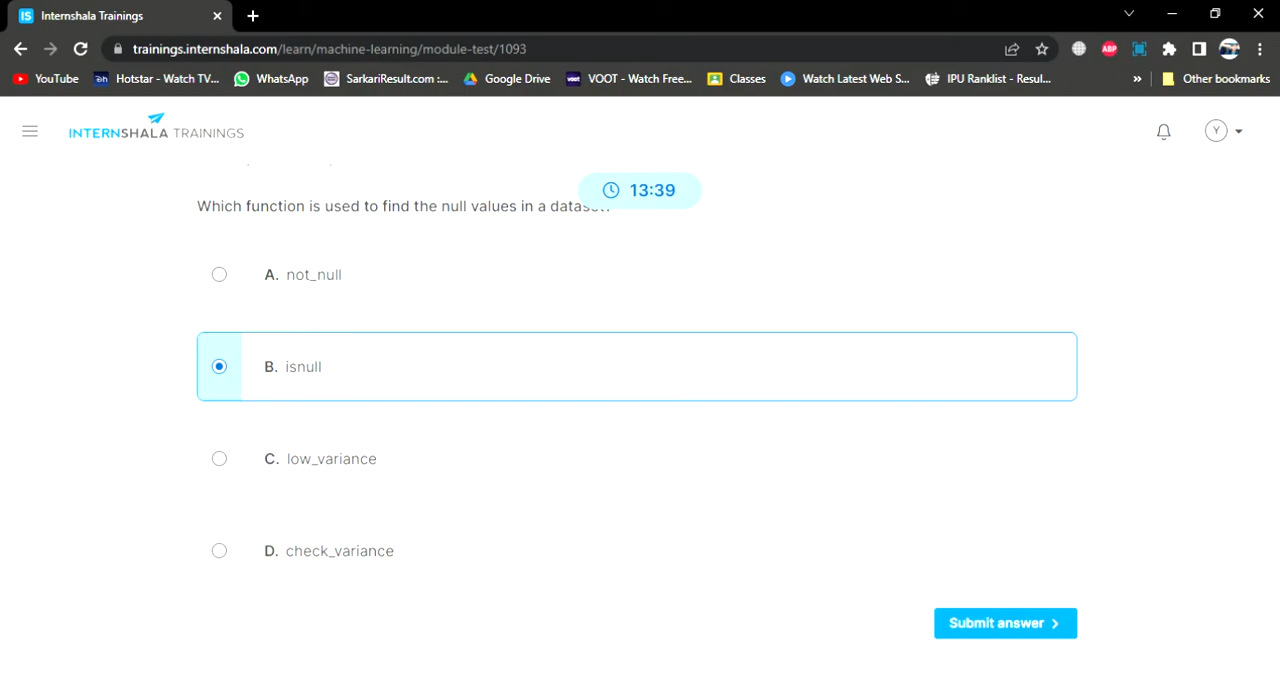 Internshala Trainings
trainings.internshala.com/learn/machine-learning/module-test/1093
YouTube
Hotstar - Watch TV...
WhatsApp
SarkariResult.com :...
Google Drive
VOOT - Watch Free...
Classes
Watch Latest Web S...
IPU Ranklist - Resul...
»
Other bookmarks
INTERNSHALA TRAININGS
Y
13:39
Which function is used to find the null values in a dataset?
A. not_null
B. isnull
C. low_variance
D. check_variance
Submit answer